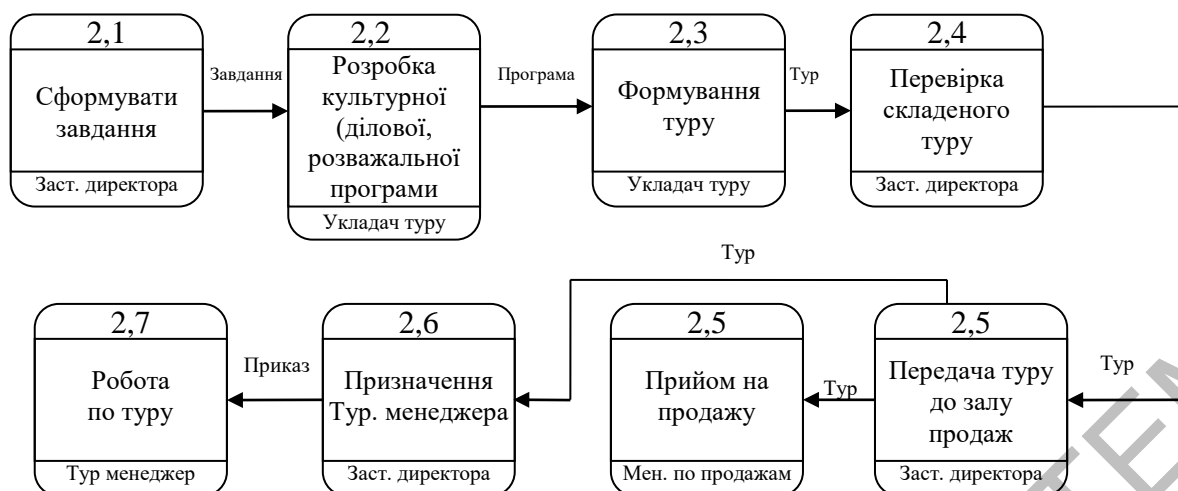 2,1
Сформувати
завдання
Заст. директора
Завдання
2,2
Розробка
культурної
(ділової,
розважальної
програми
Укладач туру
Програма
2,3
Формування
туру
Укладач туру
Тур
2,4
Перевірка
складеного
туру
Заст. директора
Тур
2,7
Робота
по туру
Тур менеджер
Приказ
2,6
Призначення
Тур. менеджера
Заст. директора
2,5
Прийом на
продажу
Мен. по продажам
Тур
2,5
Передача туру
до залу
продаж
Заст. директора
Тур